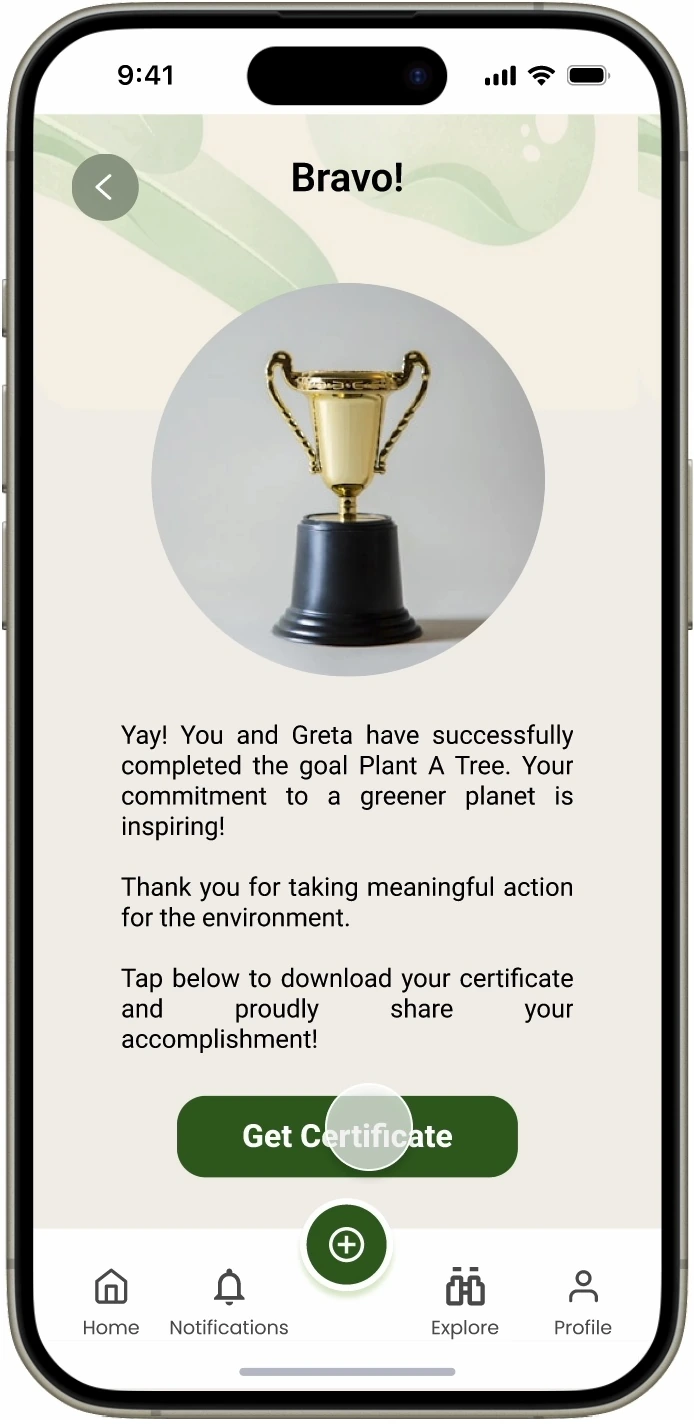 9:41
Bravo!
Yay! You and Greta have successfully
completed the goal Plant A Tree. Your
commitment to a greener planet is
inspiring!
Thank you for taking meaningful action
for the environment.
Tap below to download your certificate
and proudly share your
accomplishment!
Get Certificate
Home Notifications Explore Profile